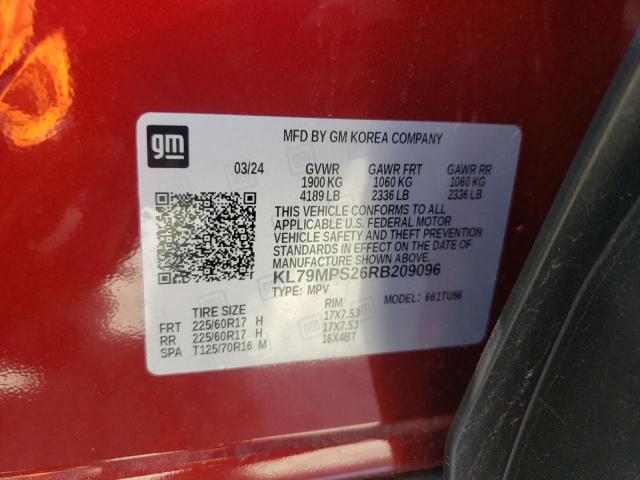 gm
MFD BY GM KOREA COMPANY
03/24 GVWR GAWR FRT GAWR RR
1900 KG 1060 KG 1060 KG
4189 LB 2336 LB 2336 LB
THIS VEHICLE CONFORMS TO ALL
APPLICABLE U.S. FEDERAL MOTOR
VEHICLE SAFETY AND THEFT PREVENTION
STANDARDS IN EFFECT ON THE DATE OF
MANUFACTURE SHOWN ABOVE.
KL79MPS26RB209096
TYPE: MPV MODEL: 661TU56
TIRE SIZE RIM
FRT 225/60R17 H 17X7.5J
RR 225/60R17 H 17X7.5J
SPA T125/70R16 M 16X4BT